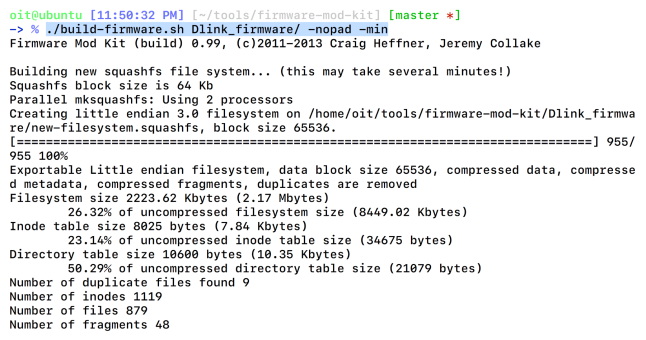 oit@ubuntu [11:50:32 PM] [~/tools/firmware-mod-kit] [master *]
-> % ./build-firmware.sh Dlink_firmware/ -nopad -min
Firmware Mod Kit (build) 0.99, (c)2011-2013 Craig Heffner, Jeremy Collake
Building new squashfs file system... (this may take several minutes!)
Squashfs block size is 64 Kb
Parallel mksquashfs: Using 2 processors
Creating little endian 3.0 filesystem on /home/oit/tools/firmware-mod-kit/Dlink_firmwa
re/new-filesystem.squashfs, block size 65536.
[==============================================================================] 955/
955 100%
Exportable Little endian filesystem, data block size 65536, compressed data, compresse
d metadata, compressed fragments, duplicates are removed
Filesystem size 2223.62 Kbytes (2.17 Mbytes)
        26.32% of uncompressed filesystem size (8449.02 Kbytes)
Inode table size 8025 bytes (7.84 Kbytes)
        23.14% of uncompressed inode table size (34675 bytes)
Directory table size 10600 bytes (10.35 Kbytes)
        50.29% of uncompressed directory table size (21079 bytes)
Number of duplicate files found 9
Number of inodes 1119
Number of files 879
Number of fragments 48